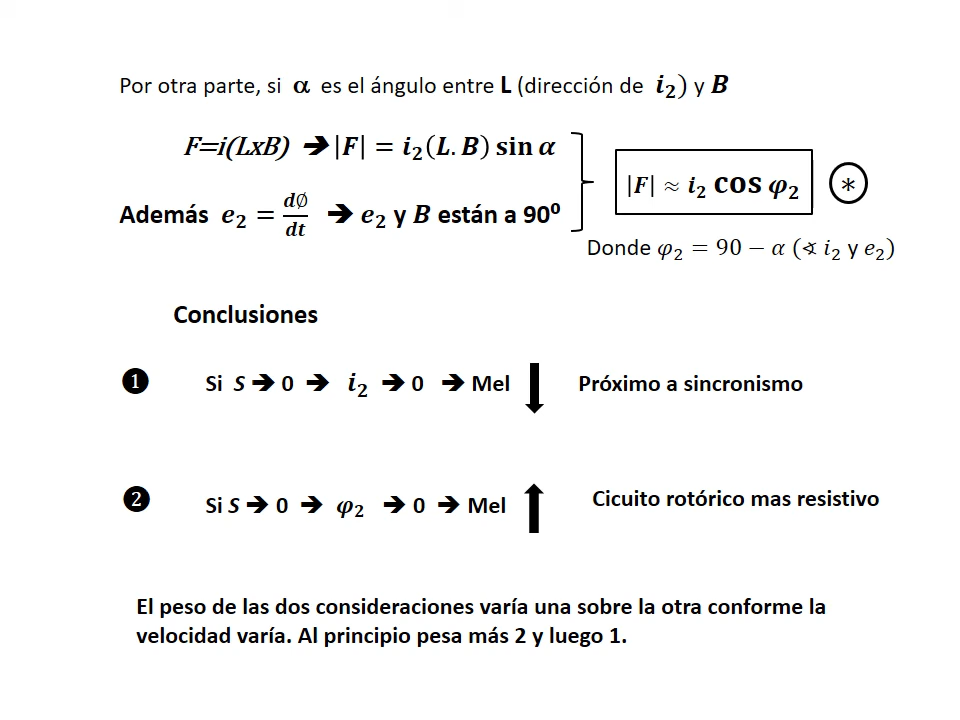 Por otra parte, si α es el ángulo entre L (dirección de i₂) y B
F=i(LxB) ➔ |F| = i₂(L.B) sin α
|F| ≈ i₂ cos φ₂ *
Además e₂ = d∅/dt ➔ e₂ y B están a 90⁰
Donde φ₂ = 90 − α (∢ i₂ y e₂)
Conclusiones
❶ Si S ➔ 0 ➔ i₂ ➔ 0 ➔ Mel ⬇ Próximo a sincronismo
❷ Si S ➔ 0 ➔ φ₂ ➔ 0 ➔ Mel ⬆ Cicuito rotórico mas resistivo
El peso de las dos consideraciones varía una sobre la otra conforme la
velocidad varía. Al principio pesa más 2 y luego 1.